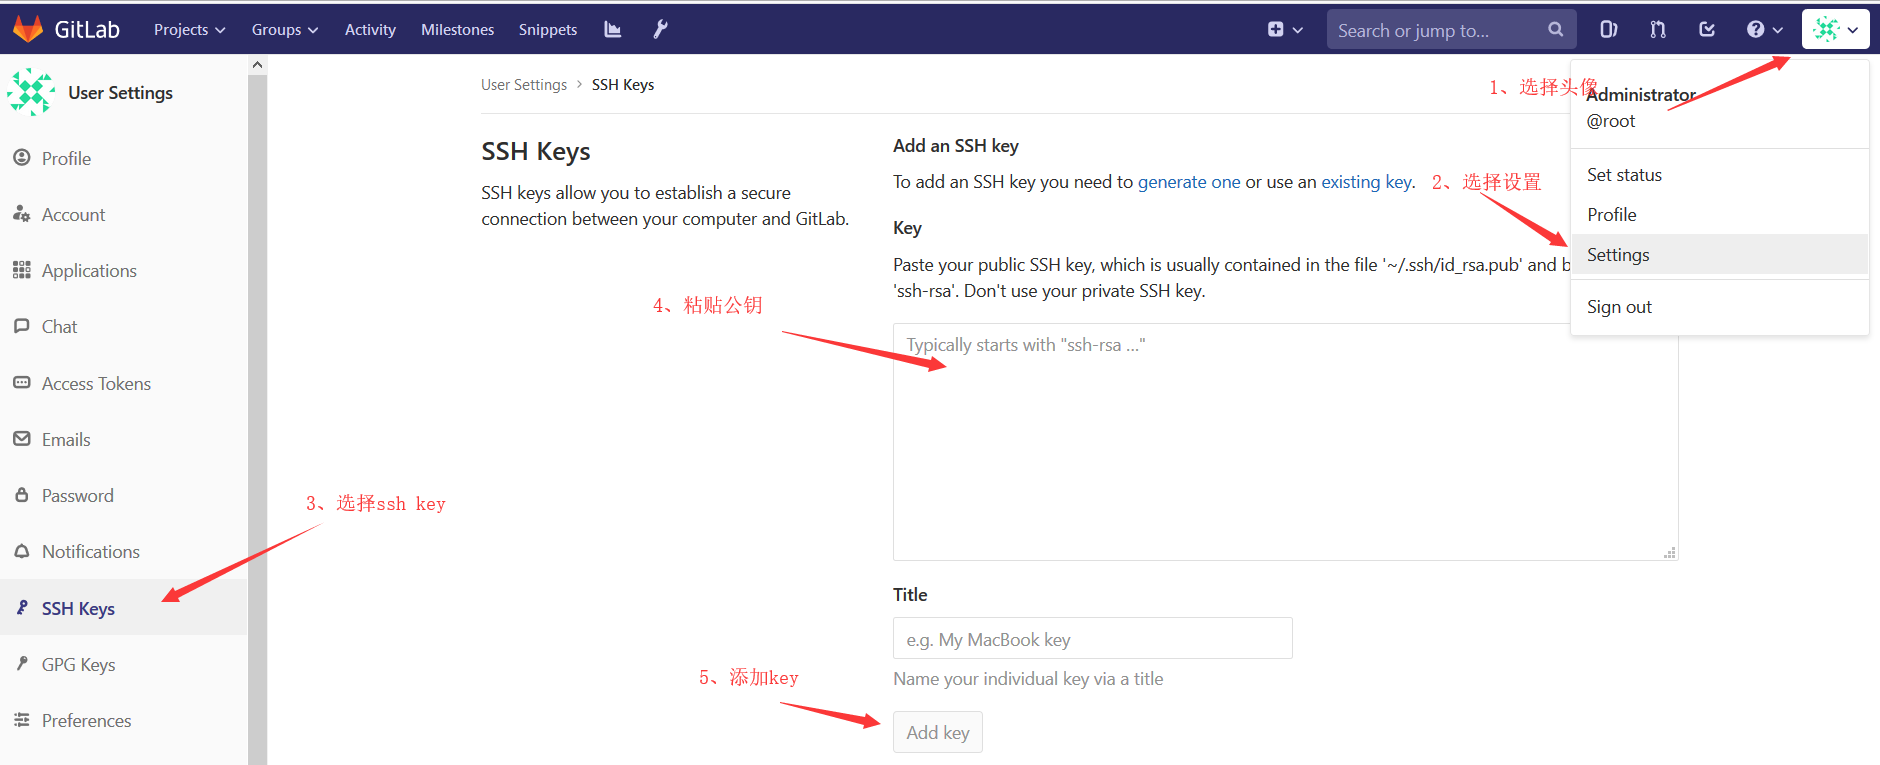 GitLab
Projects
Groups
Activity
Milestones
Snippets
Search or jump to...
User Settings
Profile
Account
Applications
Chat
Access Tokens
Emails
Password
Notifications
SSH Keys
GPG Keys
Preferences
3、选择ssh key
User Settings > SSH Keys
SSH Keys
SSH keys allow you to establish a secure
connection between your computer and GitLab.
Add an SSH key
To add an SSH key you need to generate one or use an existing key.
Key
Paste your public SSH key, which is usually contained in the file '~/.ssh/id_rsa.pub' and b
'ssh-rsa'. Don't use your private SSH key.
4、粘贴公钥
Typically starts with "ssh-rsa ..."
Title
e.g. My MacBook key
Name your individual key via a title
5、添加key
Add key
1、选择头像
Administrator
@root
Set status
Profile
2、选择设置
Settings
Sign out